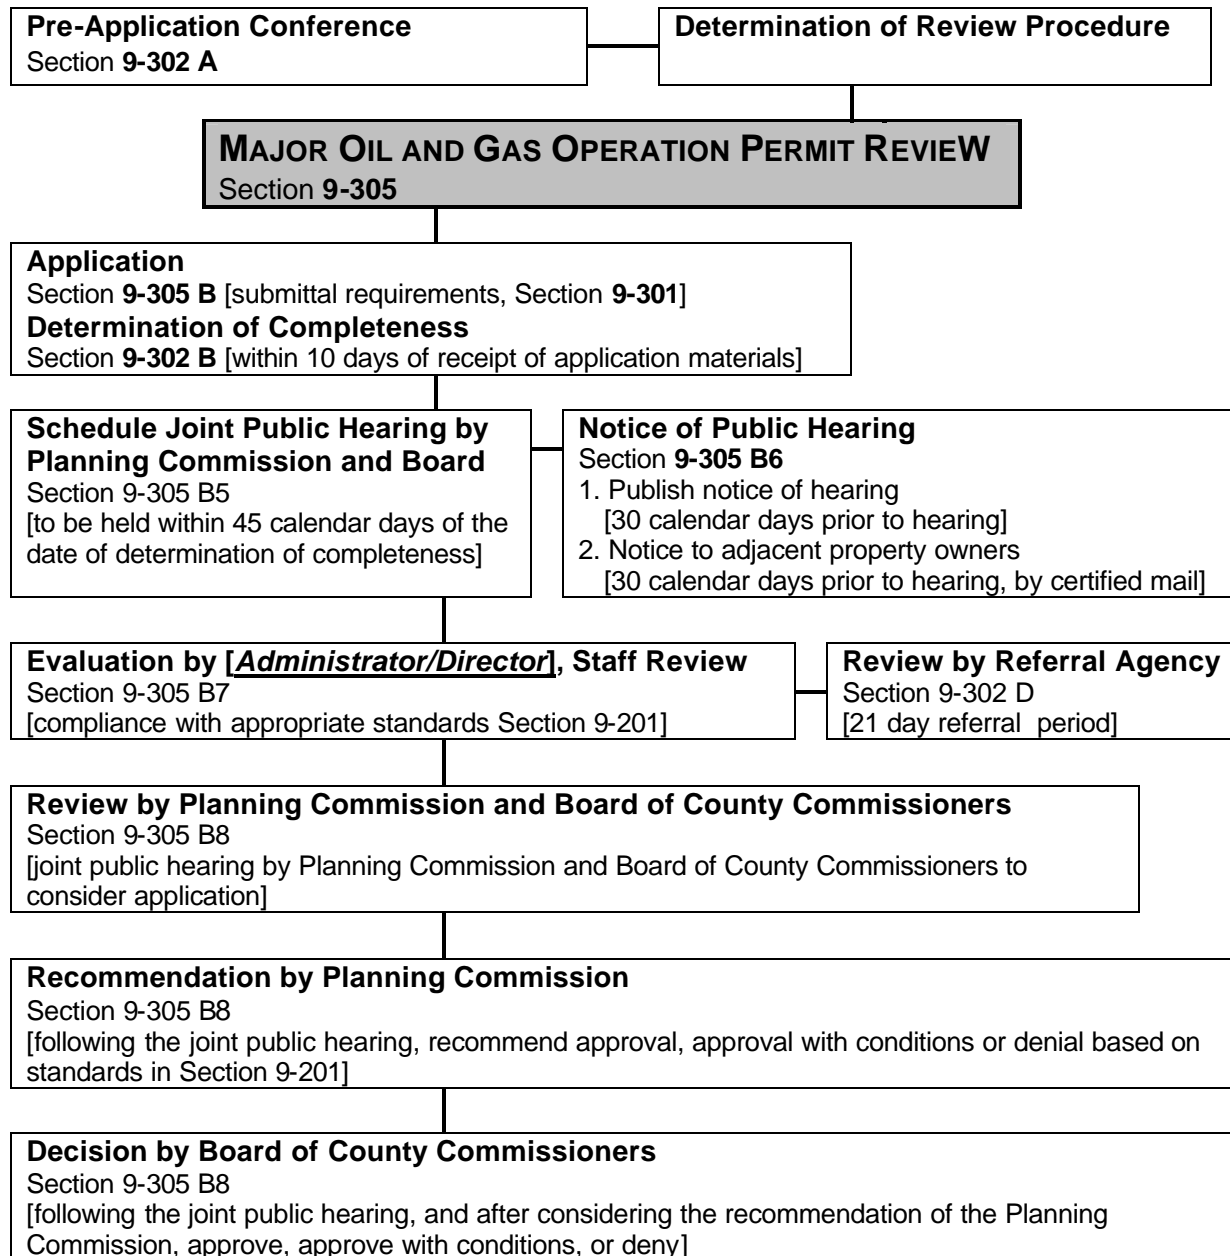 Pre-Application Conference
Section 9-302 A
Determination of Review Procedure
MAJOR OIL AND GAS OPERATION PERMIT REVIEW
Section 9-305
Application
Section 9-305 B [submittal requirements, Section 9-301]
Determination of Completeness
Section 9-302 B [within 10 days of receipt of application materials]
Schedule Joint Public Hearing by
Planning Commission and Board
Section 9-305 B5
[to be held within 45 calendar days of the
date of determination of completeness]
Notice of Public Hearing
Section 9-305 B6
1. Publish notice of hearing
[30 calendar days prior to hearing]
2. Notice to adjacent property owners
[30 calendar days prior to hearing, by certified mail]
Evaluation by [Administrator/Director], Staff Review
Section 9-305 B7
[compliance with appropriate standards Section 9-201]
Review by Referral Agency
Section 9-302 D
[21 day referral period]
Review by Planning Commission and Board of County Commissioners
Section 9-305 B8
[joint public hearing by Planning Commission and Board of County Commissioners to
consider application]
Recommendation by Planning Commission
Section 9-305 B8
[following the joint public hearing, recommend approval, approval with conditions or denial based on
standards in Section 9-201]
Decision by Board of County Commissioners
Section 9-305 B8
[following the joint public hearing, and after considering the recommendation of the Planning
Commission, approve, approve with conditions, or deny]